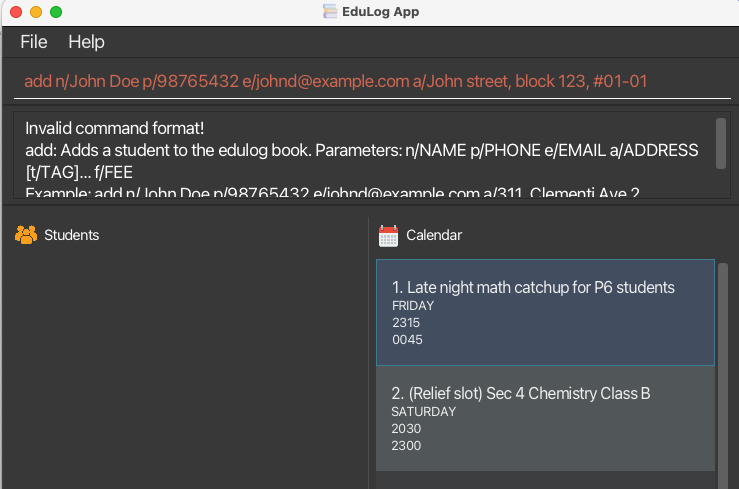 EduLog App
File Help
add n/John Doe p/98765432 e/johnd@example.com a/John street, block 123, #01-01
Invalid command format!
add: Adds a student to the edulog book. Parameters: n/NAME p/PHONE e/EMAIL a/ADDRESS
[t/TAG]... f/FEE
Example: add n/John Doe p/98765432 e/johnd@example.com a/311, Clementi Ave 2,
Students
Calendar
1. Late night math catchup for P6 students
FRIDAY
2315
0045
2. (Relief slot) Sec 4 Chemistry Class B
SATURDAY
2030
2300